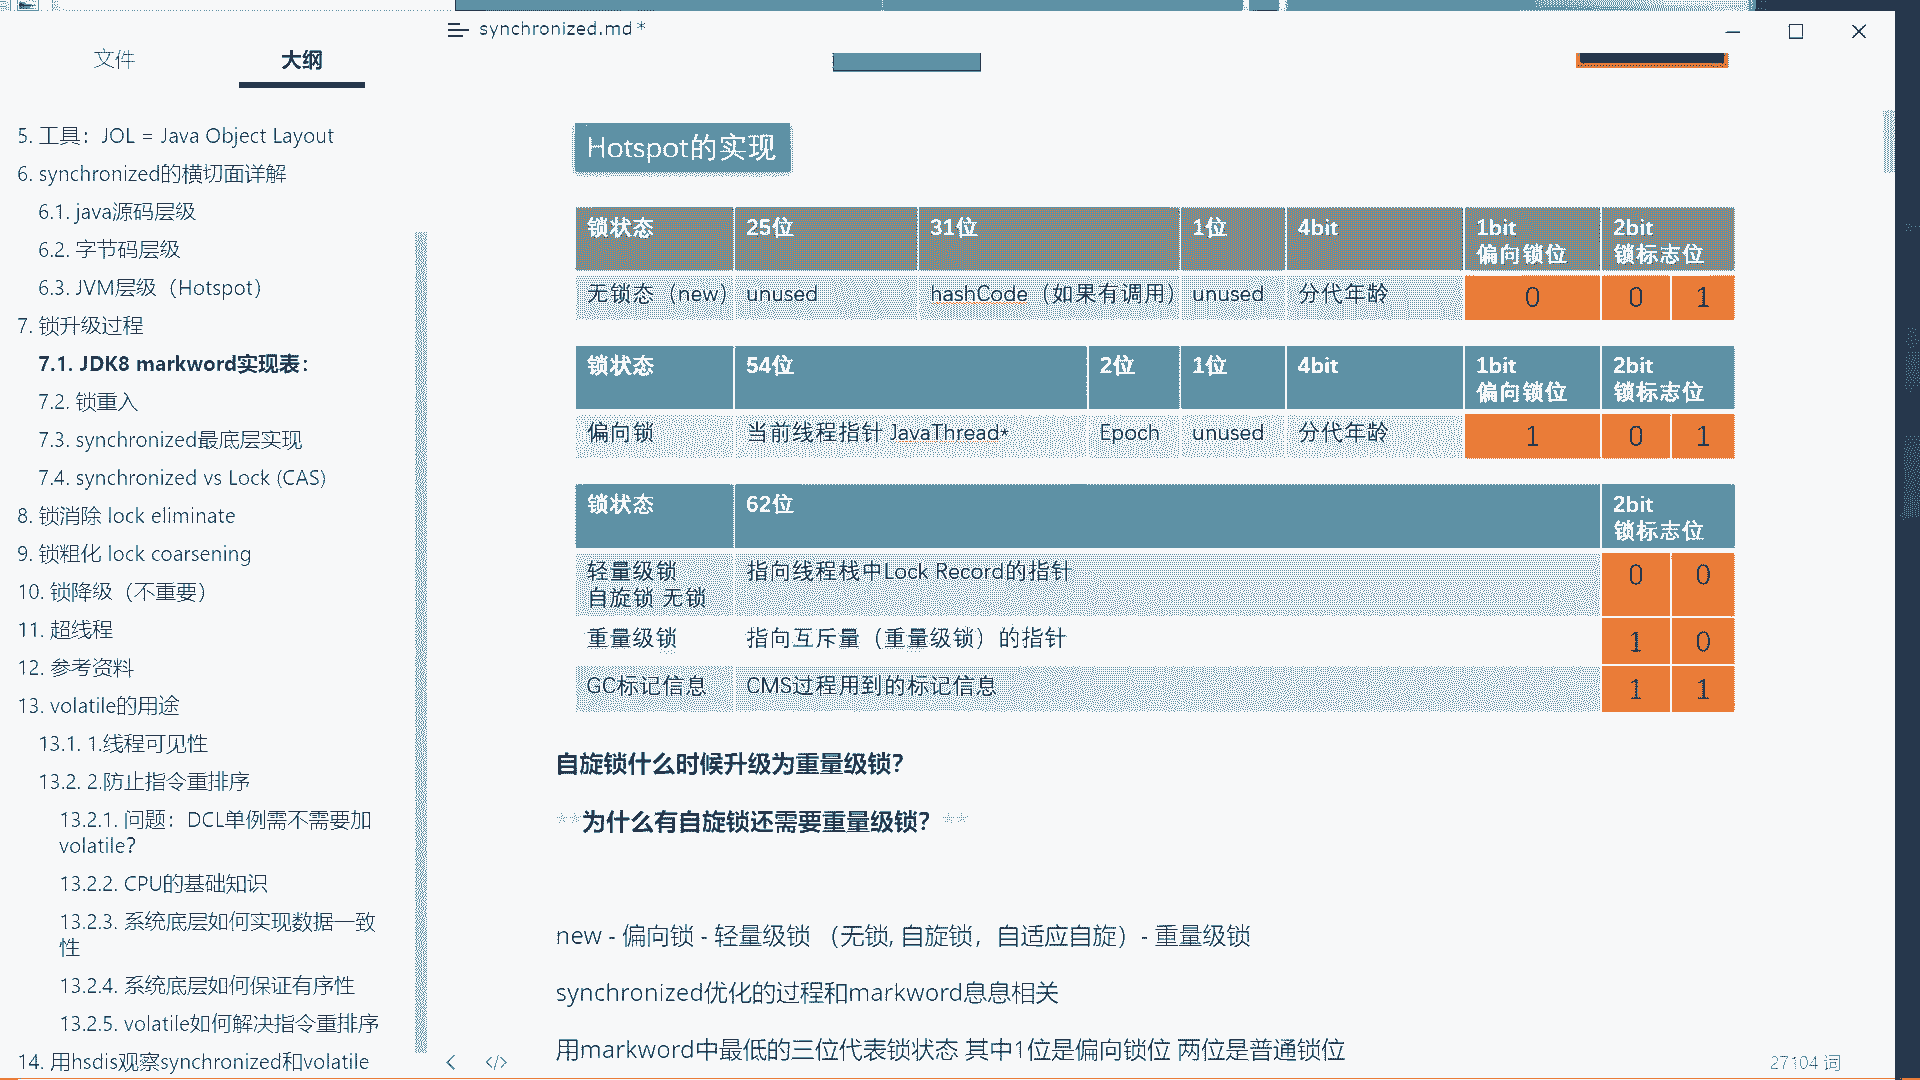 synchronized.md*
文件
大纲
5. 工具：JOL = Java Object Layout
6. synchronized的横切面详解
6.1. java源码层级
6.2. 字节码层级
6.3. JVM层级（Hotspot）
7. 锁升级过程
7.1. JDK8 markword实现表：
7.2. 锁重入
7.3. synchronized最底层实现
7.4. synchronized vs Lock (CAS)
8. 锁消除 lock eliminate
9. 锁粗化 lock coarsening
10. 锁降级（不重要）
11. 超线程
12. 参考资料
13. volatile的用途
13.1. 1.线程可见性
13.2. 2.防止指令重排序
13.2.1. 问题：DCL单例需不需要加
volatile？
13.2.2. CPU的基础知识
13.2.3. 系统底层如何实现数据一致
性
13.2.4. 系统底层如何保证有序性
13.2.5. volatile如何解决指令重排序
14. 用hsdis观察synchronized和volatile
Hotspot的实现
锁状态 25位 31位 1位 4bit 1bit 2bit
偏向锁位 锁标志位
无锁态（new） unused hashCode（如果有调用） unused 分代年龄 0 0 1
锁状态 54位 2位 1位 4bit 1bit 2bit
偏向锁位 锁标志位
偏向锁 当前线程指针 JavaThread* Epoch unused 分代年龄 1 0 1
锁状态 62位 2bit
锁标志位
轻量级锁 指向线程栈中Lock Record的指针 0 0
自旋锁 无锁
重量级锁 指向互斥量（重量级锁）的指针 1 0
GC标记信息 CMS过程用到的标记信息 1 1
自旋锁什么时候升级为重量级锁？
**为什么有自旋锁还需要重量级锁？**
new - 偏向锁 - 轻量级锁 （无锁, 自旋锁，自适应自旋）- 重量级锁
synchronized优化的过程和markword息息相关
用markword中最低的三位代表锁状态 其中1位是偏向锁位 两位是普通锁位
27104 词